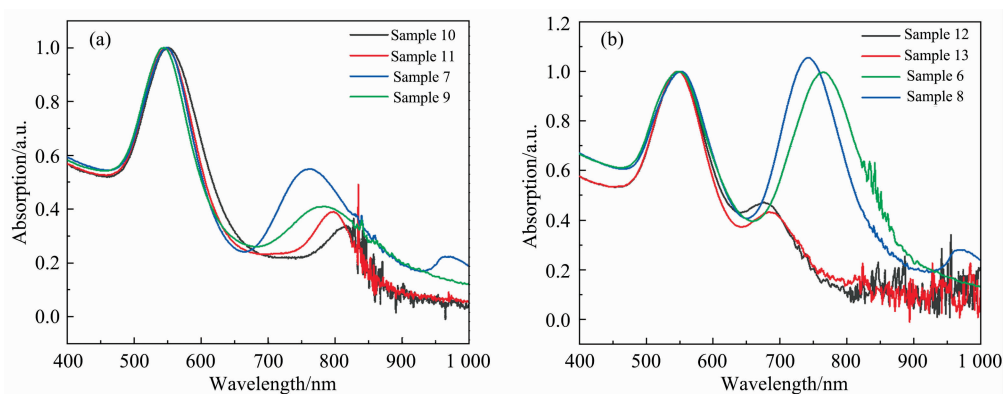 (a)
Sample 10
Sample 11
Sample 7
Sample 9
1.0
0.8
0.6
0.4
0.2
0.0
Absorption/a.u.
400 500 600 700 800 900 1 000
Wavelength/nm
(b)
Sample 12
Sample 13
Sample 6
Sample 8
1.2
1.0
0.8
0.6
0.4
0.2
0.0
Absorption/a.u.
400 500 600 700 800 900 1 000
Wavelength/nm